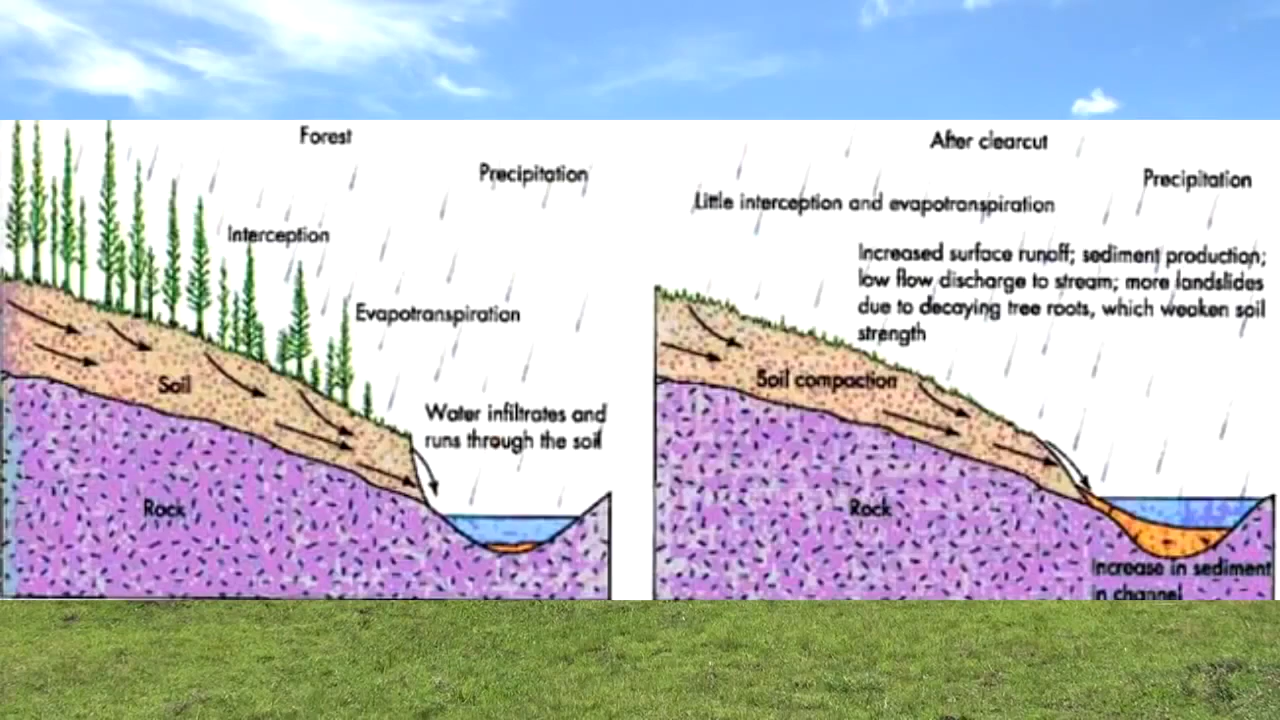 Forest
Precipitation
Interception
Evapotranspiration
Soil
Water infiltrates and
runs through the soil
Rock
After clearcut
Precipitation
Little interception and evapotranspiration
Increased surface runoff; sediment production;
low flow discharge to stream; more landslides
due to decaying tree roots, which weaken soil
strength
Soil compaction
Rock
Increase in sediment
in channel